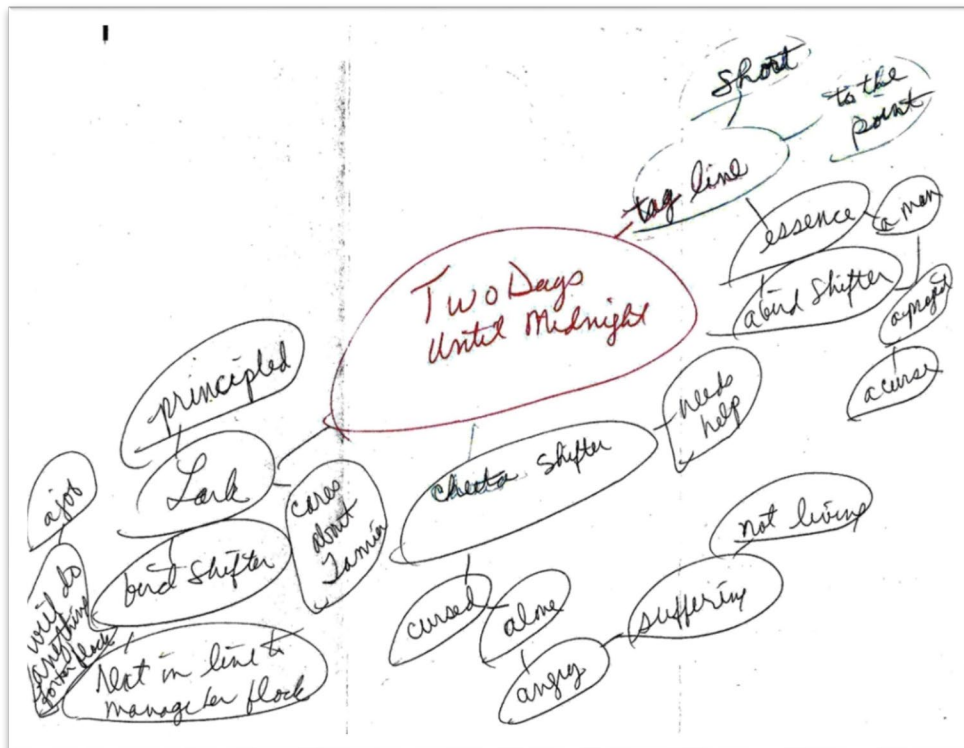 short
to the
point
tag line
essence
a man
a bird Shifter
a project
a curse
Two Days
Until Midnight
principled
Lark
cares
about
Tamia
bird Shifter
a job
will do
anything
for her flock
Next in line to
manage her flock
cheeta Shifter
needs
help
cursed
alone
angry
suffering
not living